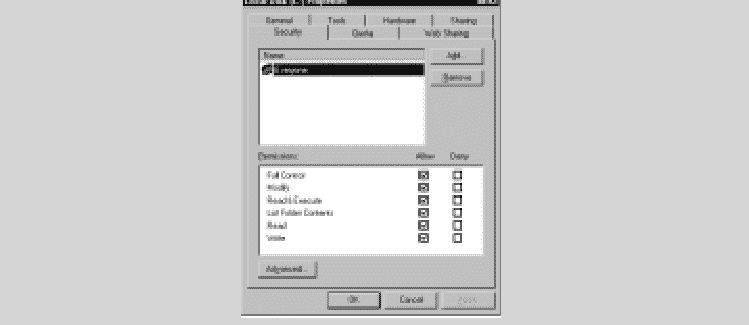 General Tools Hardware Sharing
Security Quota Web Sharing
Name
Everyone
Add...
Remove
Permissions: Allow Deny
Full Control
Modify
Read & Execute
List Folder Contents
Read
Write
Advanced...
OK Cancel Apply